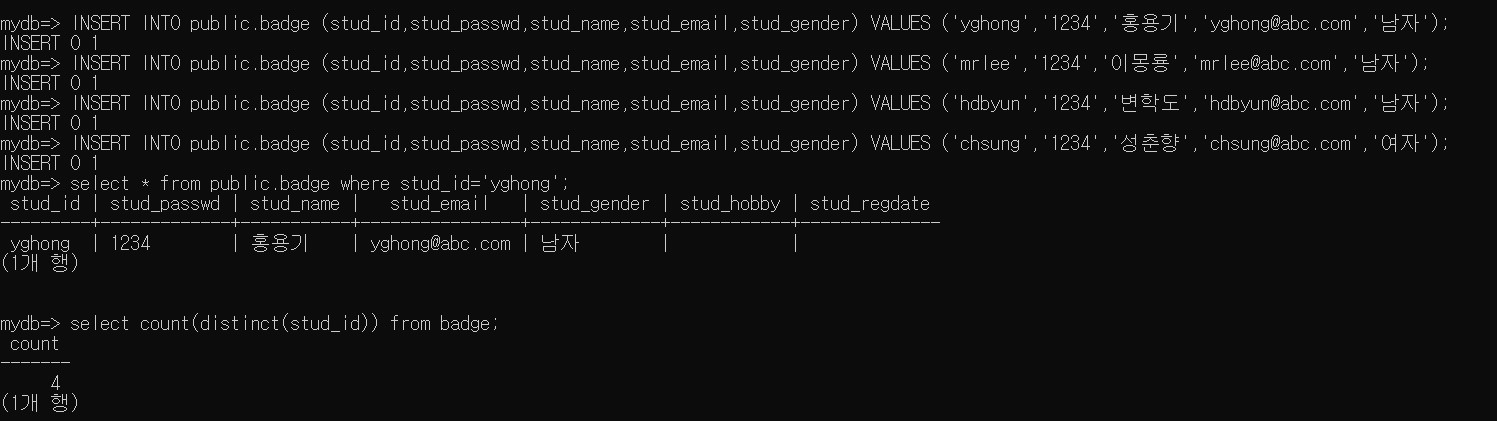 mydb=> INSERT INTO public.badge (stud_id,stud_passwd,stud_name,stud_email,stud_gender) VALUES ('yghong','1234','홍용기','yghong@abc.com','남자');
INSERT 0 1
mydb=> INSERT INTO public.badge (stud_id,stud_passwd,stud_name,stud_email,stud_gender) VALUES ('mrlee','1234','이몽룡','mrlee@abc.com','남자');
INSERT 0 1
mydb=> INSERT INTO public.badge (stud_id,stud_passwd,stud_name,stud_email,stud_gender) VALUES ('hdbyun','1234','변학도','hdbyun@abc.com','남자');
INSERT 0 1
mydb=> INSERT INTO public.badge (stud_id,stud_passwd,stud_name,stud_email,stud_gender) VALUES ('chsung','1234','성춘향','chsung@abc.com','여자');
INSERT 0 1
mydb=> select * from public.badge where stud_id='yghong';
 stud_id | stud_passwd | stud_name |   stud_email   | stud_gender | stud_hobby | stud_regdate
---------+-------------+-----------+----------------+-------------+------------+--------------
 yghong  | 1234        | 홍용기    | yghong@abc.com | 남자        |            |
(1개 행)
mydb=> select count(distinct(stud_id)) from badge;
 count
-------
     4
(1개 행)